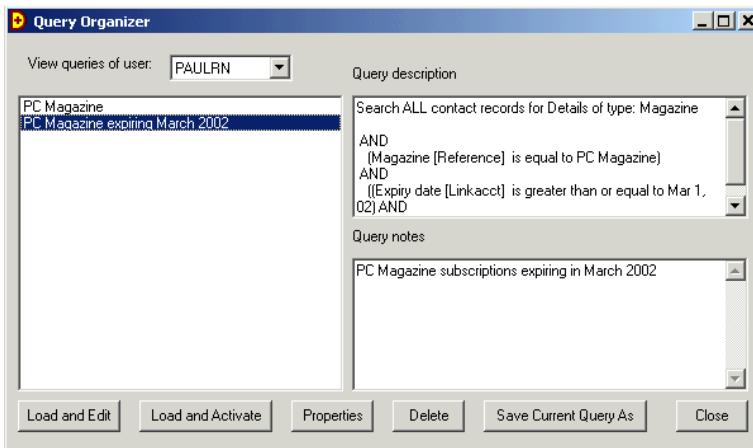 Query Organizer
View queries of user:
PAULRN
PC Magazine
PC Magazine expiring March 2002
Query description
Search ALL contact records for Details of type: Magazine
AND
(Magazine [Reference] is equal to PC Magazine)
AND
((Expiry date [Linkacct] is greater than or equal to Mar 1,
02) AND
Query notes
PC Magazine subscriptions expiring in March 2002
Load and Edit
Load and Activate
Properties
Delete
Save Current Query As
Close